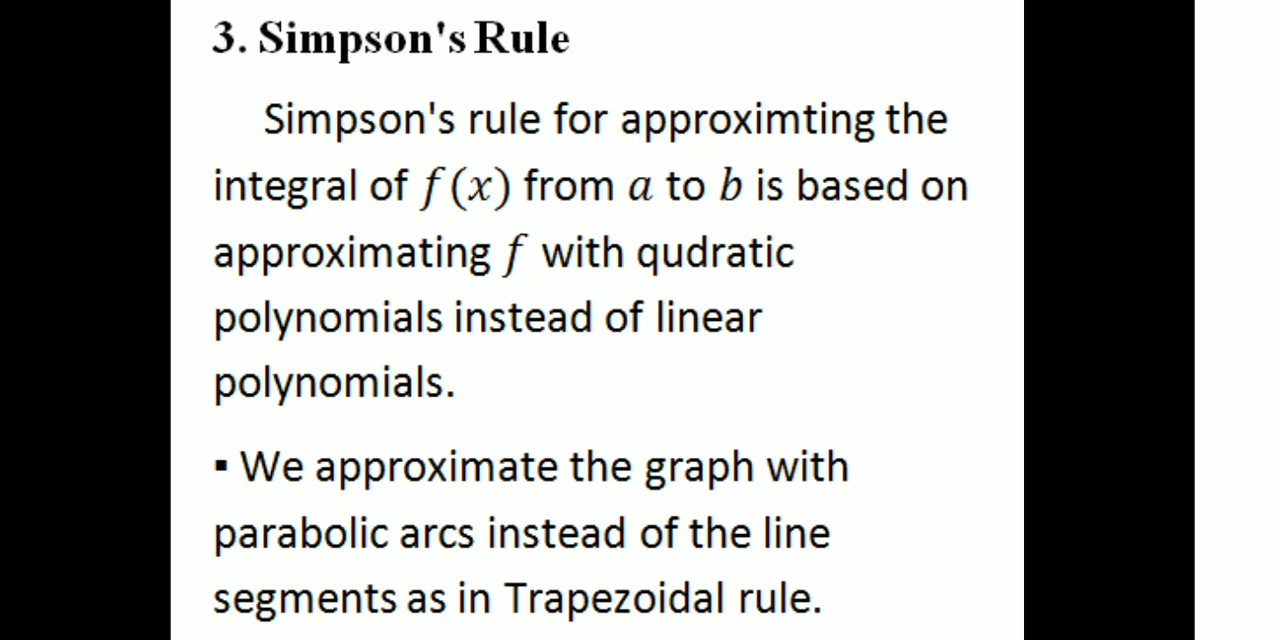 3. Simpson's Rule
Simpson's rule for approximting the
integral of f(x) from a to b is based on
approximating f with qudratic
polynomials instead of linear
polynomials.
▪ We approximate the graph with
parabolic arcs instead of the line
segments as in Trapezoidal rule.